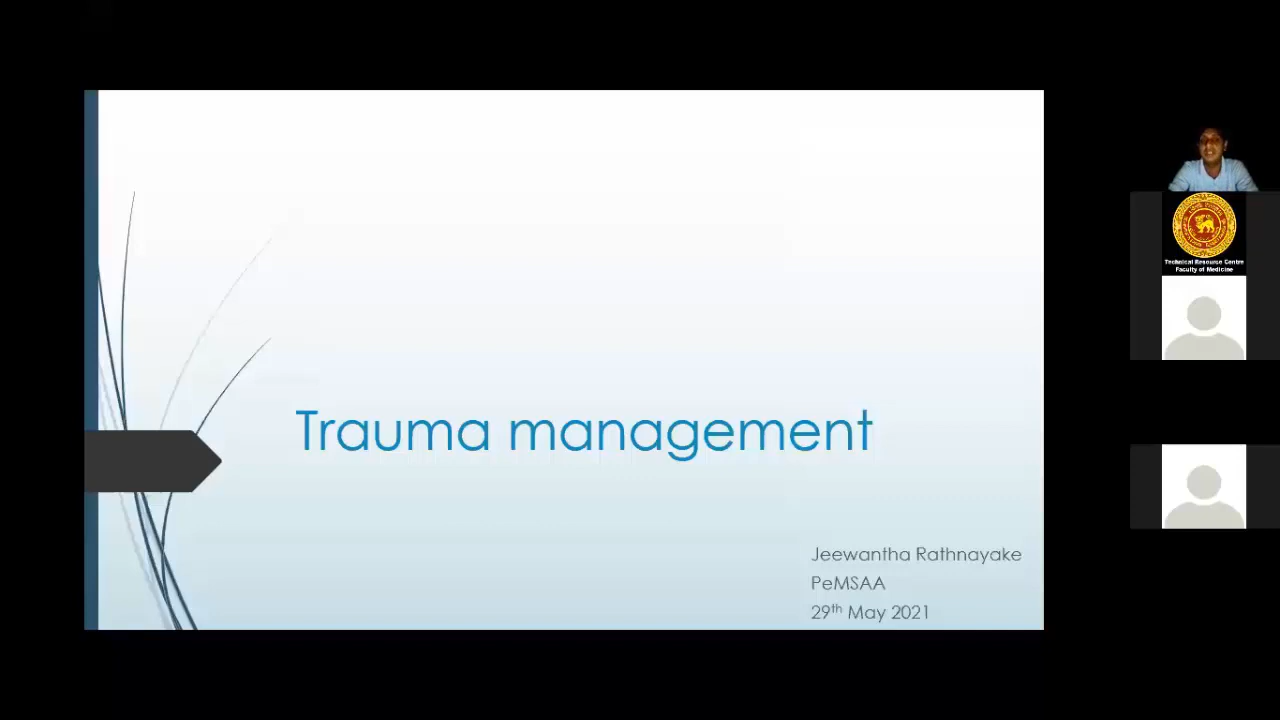 Trauma management
Jeewantha Rathnayake
PeMSAA
29th May 2021
Technical Resource Centre
Faculty of Medicine